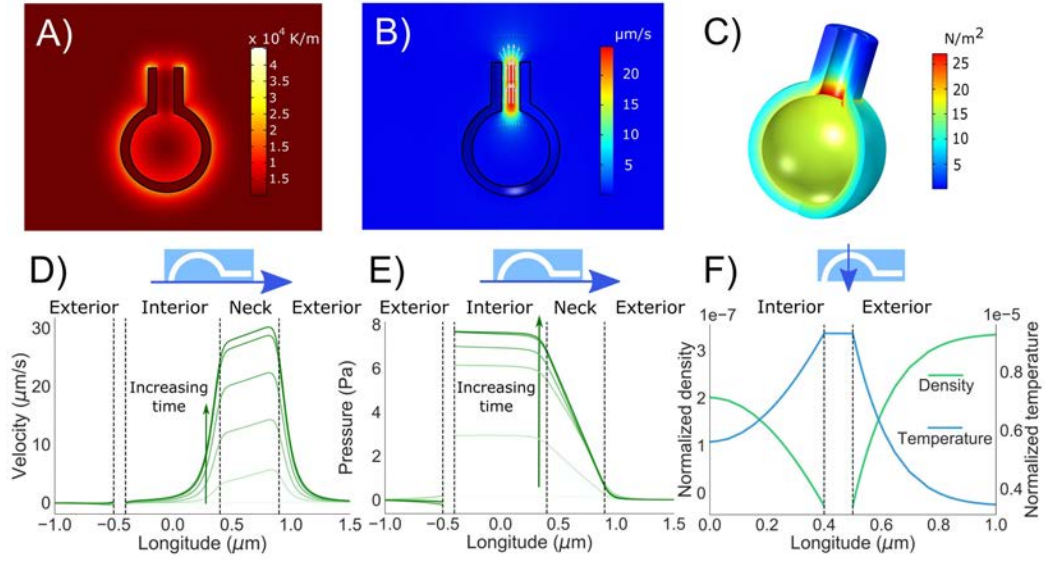 A)
x 10⁴ K/m
4
3.5
3
2.5
2
1
1.5
B)
µm/s
20
15
10
5
C)
N/m²
25
20
15
10
5
D)
Exterior Interior Neck Exterior
Velocity (µm/s)
30
20
10
0
Increasing
time
−1.0 −0.5 0.0 0.5 1.0 1.5
Longitude (µm)
E)
Exterior Interior Neck Exterior
Pressure (Pa)
8
6
4
2
0
Increasing
time
−1.0 −0.5 0.0 0.5 1.0 1.5
Longitude (µm)
F)
Interior Exterior
1e−7
1e−5
Normalized density
3
2
1
0
Density
Temperature
0.8
0.6
0.4
Normalized temperature
0.0 0.2 0.4 0.6 0.8 1.0
Longitude (µm)